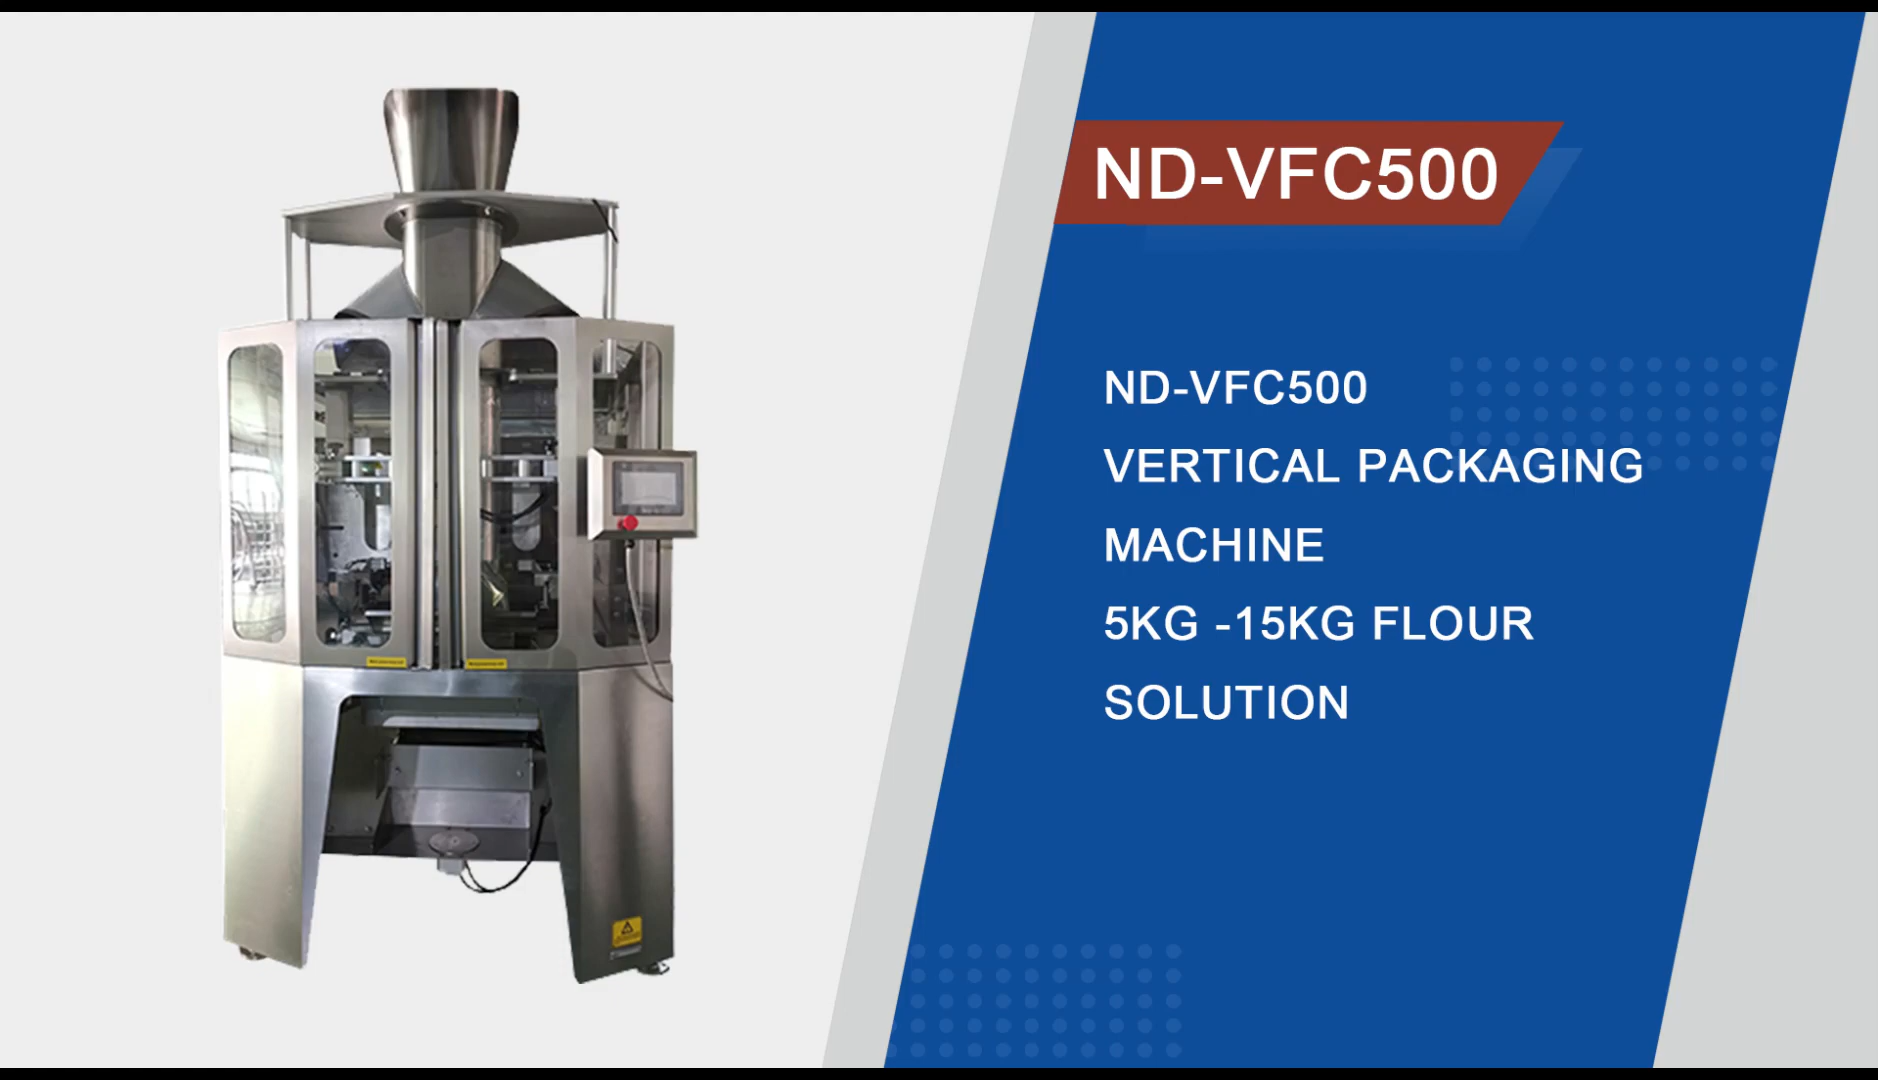 ND-VFC500
ND-VFC500
VERTICAL PACKAGING
MACHINE
5KG -15KG FLOUR
SOLUTION